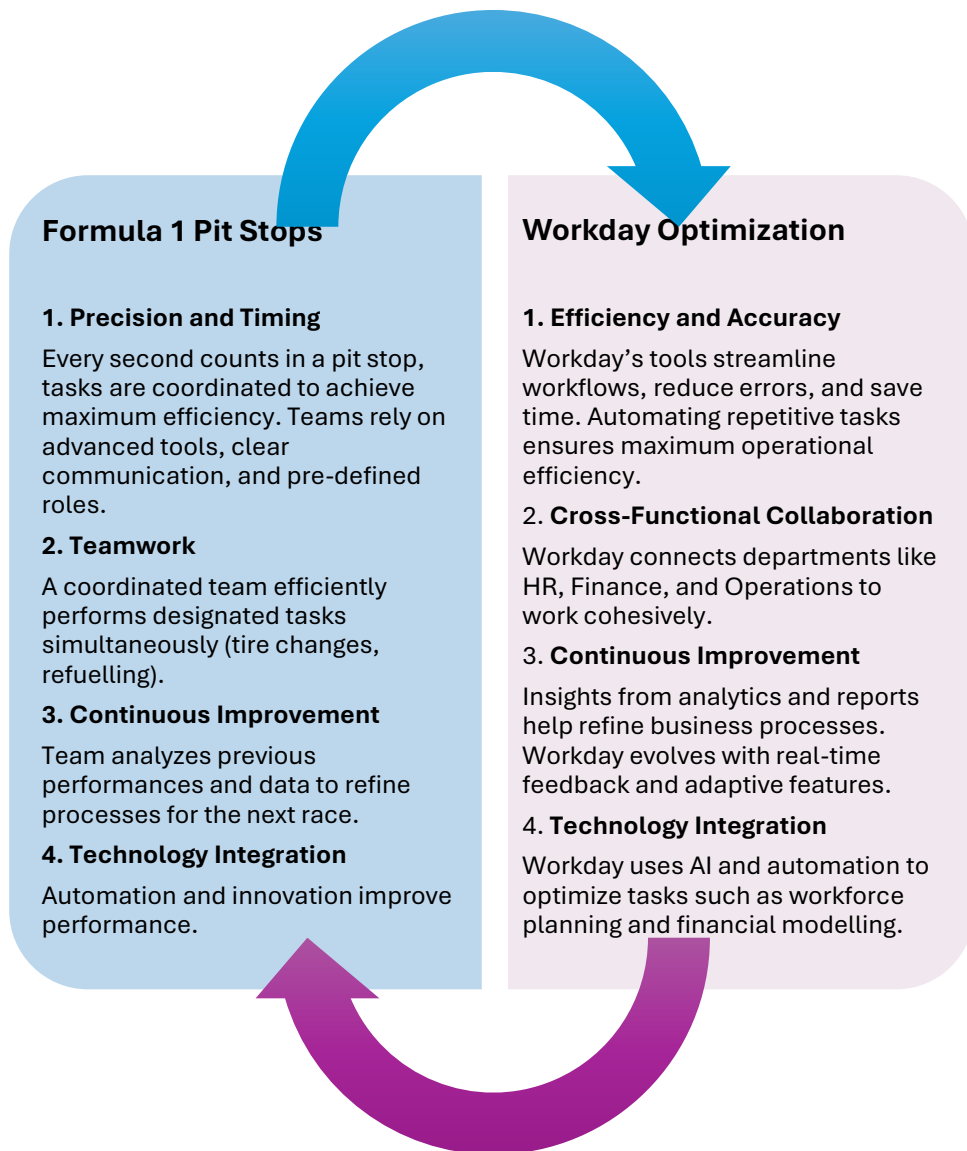 Formula 1 Pit Stops
1. Precision and Timing
Every second counts in a pit stop,
tasks are coordinated to achieve
maximum efficiency. Teams rely on
advanced tools, clear
communication, and pre-defined
roles.
2. Teamwork
A coordinated team efficiently
performs designated tasks
simultaneously (tire changes,
refuelling).
3. Continuous Improvement
Team analyzes previous
performances and data to refine
processes for the next race.
4. Technology Integration
Automation and innovation improve
performance.
Workday Optimization
1. Efficiency and Accuracy
Workday’s tools streamline
workflows, reduce errors, and save
time. Automating repetitive tasks
ensures maximum operational
efficiency.
2. Cross-Functional Collaboration
Workday connects departments like
HR, Finance, and Operations to
work cohesively.
3. Continuous Improvement
Insights from analytics and reports
help refine business processes.
Workday evolves with real-time
feedback and adaptive features.
4. Technology Integration
Workday uses AI and automation to
optimize tasks such as workforce
planning and financial modelling.